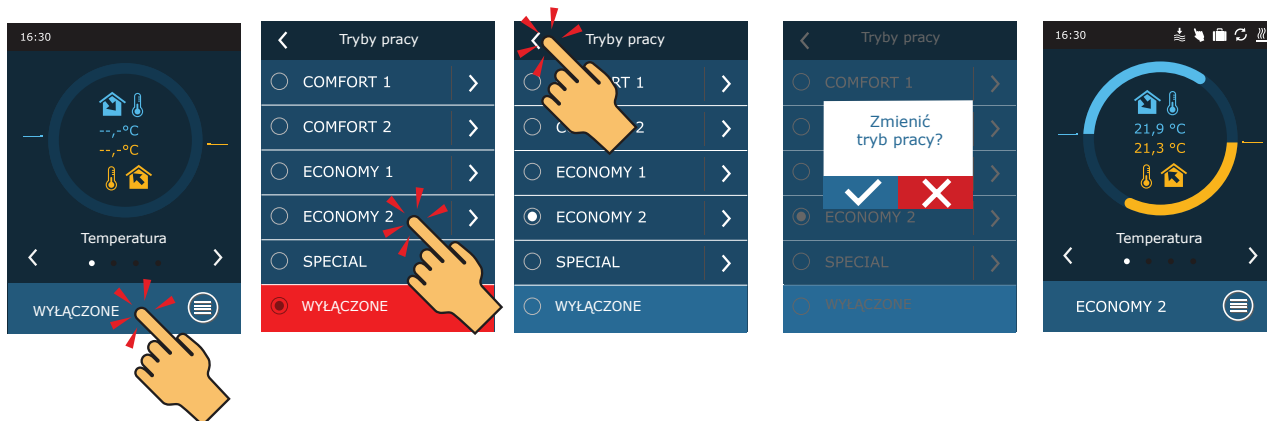 16:30
--,-°C
--,-°C
Temperatura
WYŁĄCZONE
Tryby pracy
COMFORT 1
COMFORT 2
ECONOMY 1
ECONOMY 2
SPECIAL
WYŁĄCZONE
Tryby pracy
RT 1
C 2
ECONOMY 1
ECONOMY 2
SPECIAL
WYŁĄCZONE
Tryby pracy
COMFORT 1
Zmienić
tryb pracy?
ECONOMY 2
SPECIAL
WYŁĄCZONE
16:30
21,9 °C
21,3 °C
Temperatura
ECONOMY 2